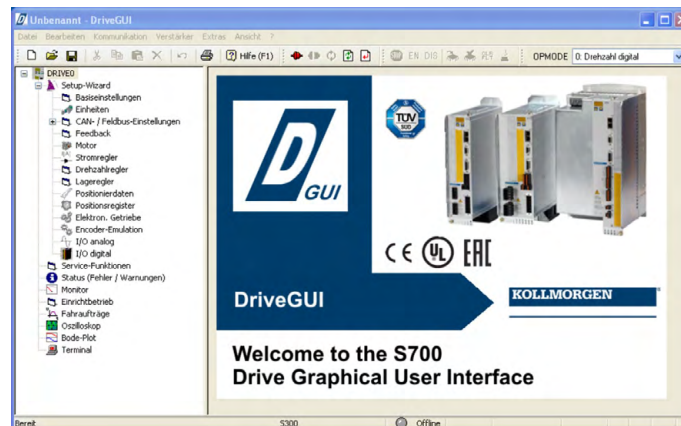 Unbenannt - DriveGUI
Datei Bearbeiten Kommunikation Verstärker Extras Ansicht ?
Hilfe (F1) EN DIS OPMODE 0: Drehzahl digital
DRIVE0
Setup-Wizard
Basiseinstellungen
Einheiten
CAN- / Feldbus-Einstellungen
Feedback
Motor
Stromregler
Drehzahlregler
Lageregler
Positionierdaten
Positionsregister
Elektron. Getriebe
Encoder-Emulation
I/O analog
I/O digital
Service-Funktionen
Status (Fehler / Warnungen)
Monitor
Einrichtbetrieb
Fahraufträge
Oszilloskop
Bode-Plot
Terminal
D
GUI
TÜV
SÜD
CE UL EAC
DriveGUI
KOLLMORGEN
Welcome to the S700
Drive Graphical User Interface
Bereit S300 Offline